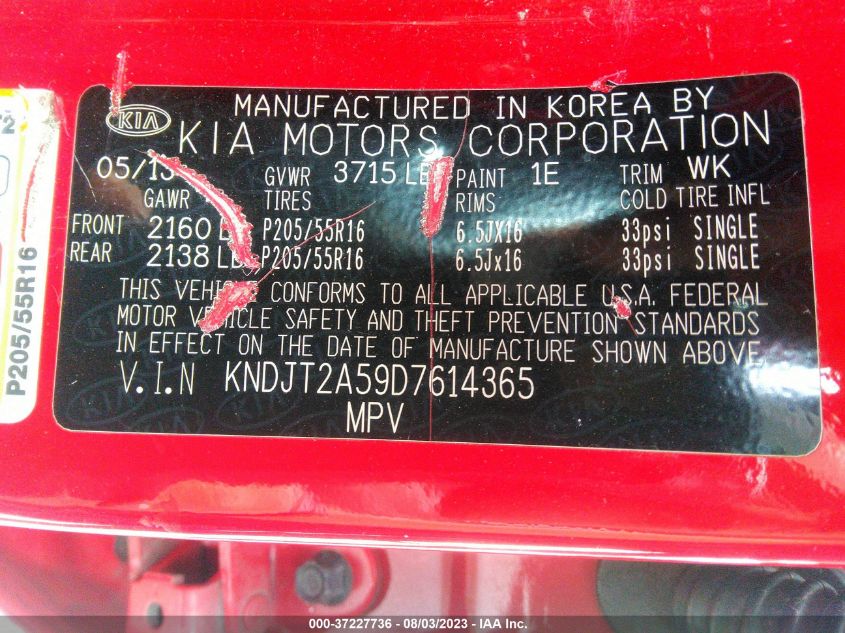 MANUFACTURED IN KOREA BY
KIA KIA MOTORS CORPORATION
05/13 GVWR 3715 LB PAINT 1E TRIM WK
GAWR TIRES RIMS COLD TIRE INFL
FRONT 2160 P205/55R16 6.5JX16 33psi SINGLE
REAR 2138 LB P205/55R16 6.5Jx16 33psi SINGLE
THIS VEHICLE CONFORMS TO ALL APPLICABLE U.S.A. FEDERAL
MOTOR VEHICLE SAFETY AND THEFT PREVENTION STANDARDS
IN EFFECT ON THE DATE OF MANUFACTURE SHOWN ABOVE.
V.I.N KNDJT2A59D7614365
MPV
P205/55R16
000-37227736 - 08/03/2023 - IAA Inc.